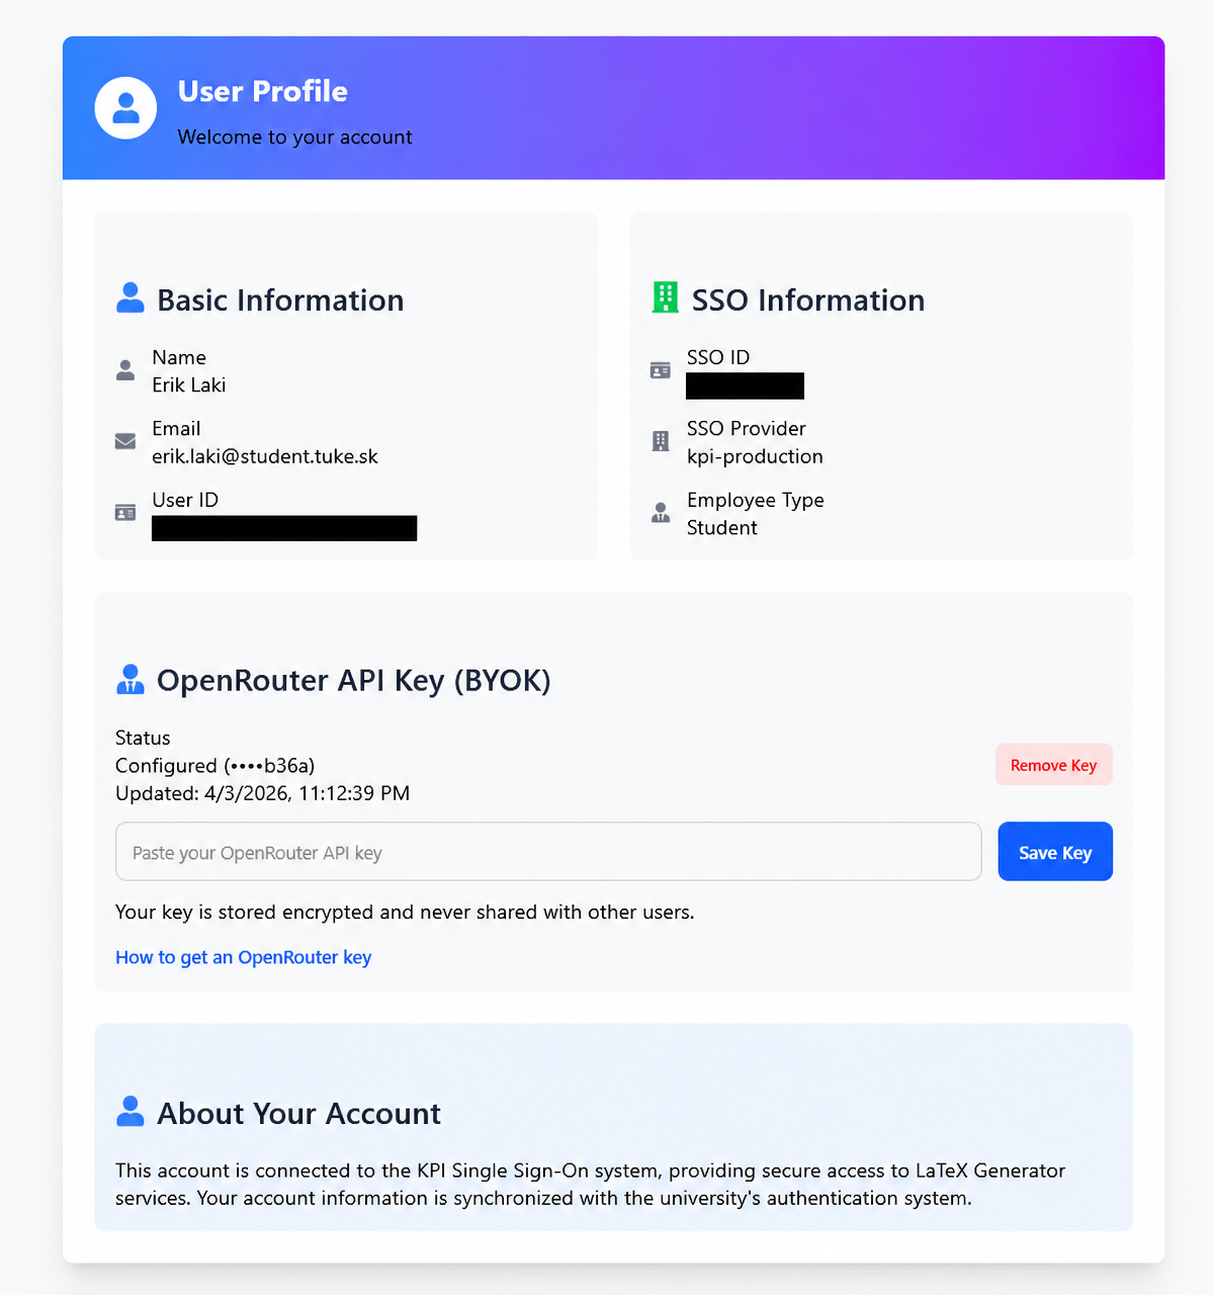 User Profile
Welcome to your account
Basic Information
Name
Erik Laki
Email
erik.laki@student.tuke.sk
User ID
SSO Information
SSO ID
SSO Provider
kpi-production
Employee Type
Student
OpenRouter API Key (BYOK)
Status
Configured (••••b36a)
Updated: 4/3/2026, 11:12:39 PM
Remove Key
Paste your OpenRouter API key
Save Key
Your key is stored encrypted and never shared with other users.
How to get an OpenRouter key
About Your Account
This account is connected to the KPI Single Sign-On system, providing secure access to LaTeX Generator
services. Your account information is synchronized with the university's authentication system.